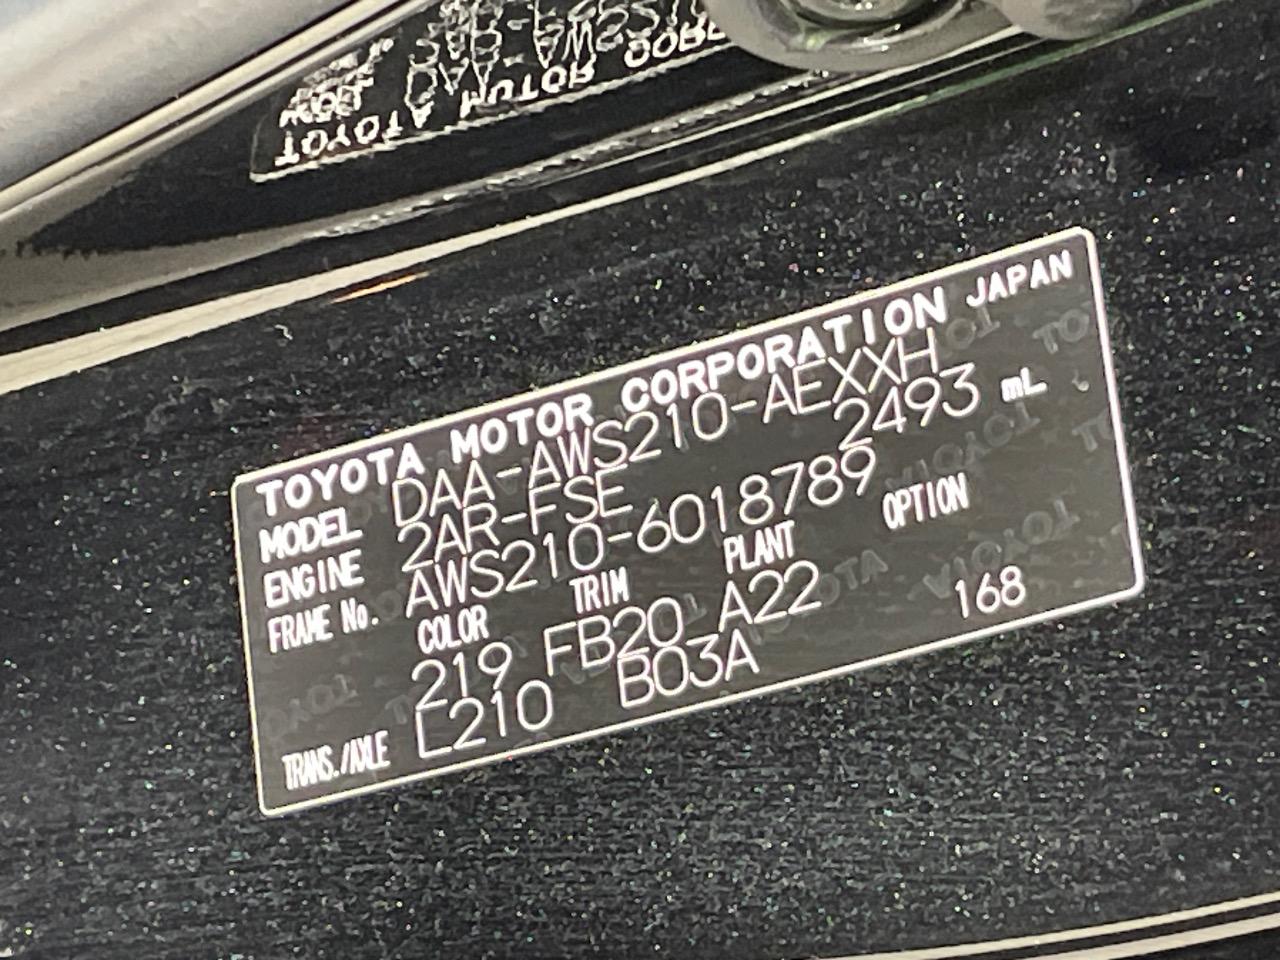 TOYOTA MOTOR CORPORATION JAPAN
MODEL DAA-AWS210-AEXXH
ENGINE 2AR-FSE 2493 mL
FRAME No. AWS210-6018789
COLOR TRIM PLANT OPTION
219 FB20 A22 168
TRANS./AXLE L210 B03A